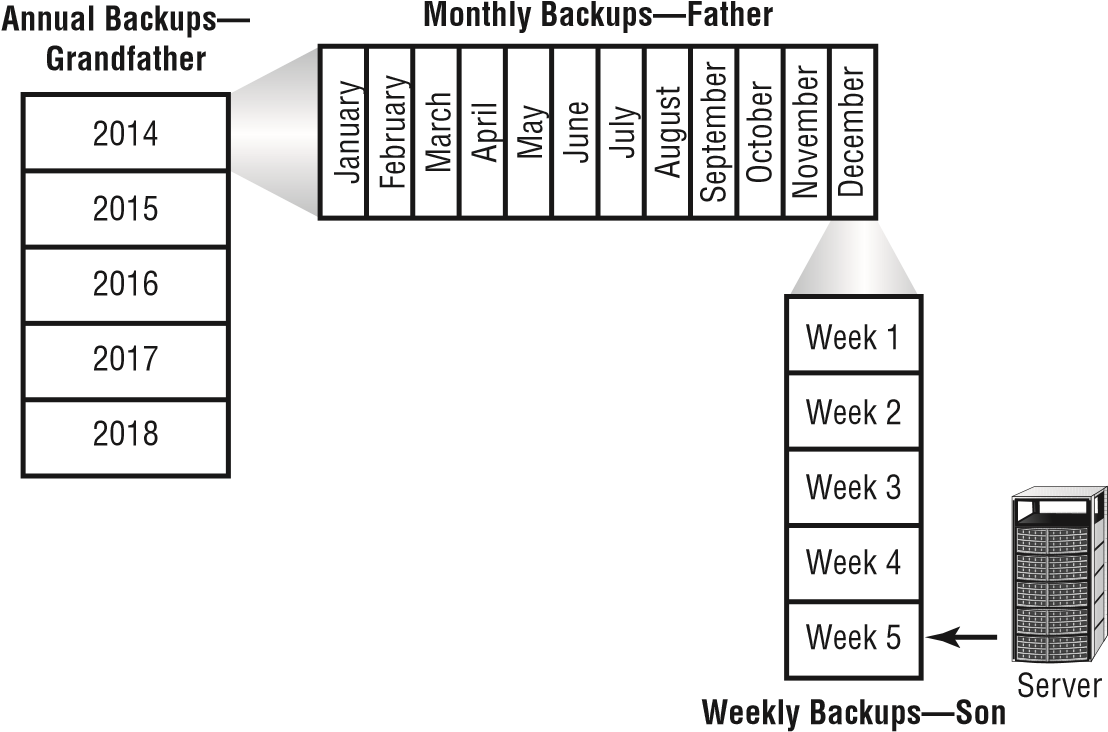 Annual Backups—
Grandfather
2014
2015
2016
2017
2018
Monthly Backups—Father
January
February
March
April
May
June
July
August
September
October
November
December
Week 1
Week 2
Week 3
Week 4
Week 5
Server
Weekly Backups—Son